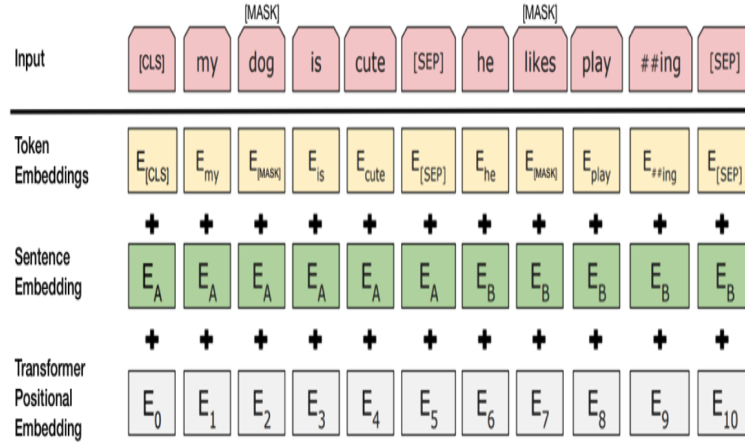 [MASK] [MASK]
Input [CLS] my dog is cute [SEP] he likes play ##ing [SEP]
Token
Embeddings E[CLS] Emy E[MASK] Eis Ecute E[SEP] Ehe E[MASK] Eplay E##ing E[SEP]
+ + + + + + + + + + +
Sentence
Embedding EA EA EA EA EA EA EB EB EB EB EB
+ + + + + + + + + + +
Transformer
Positional
Embedding E0 E1 E2 E3 E4 E5 E6 E7 E8 E9 E10